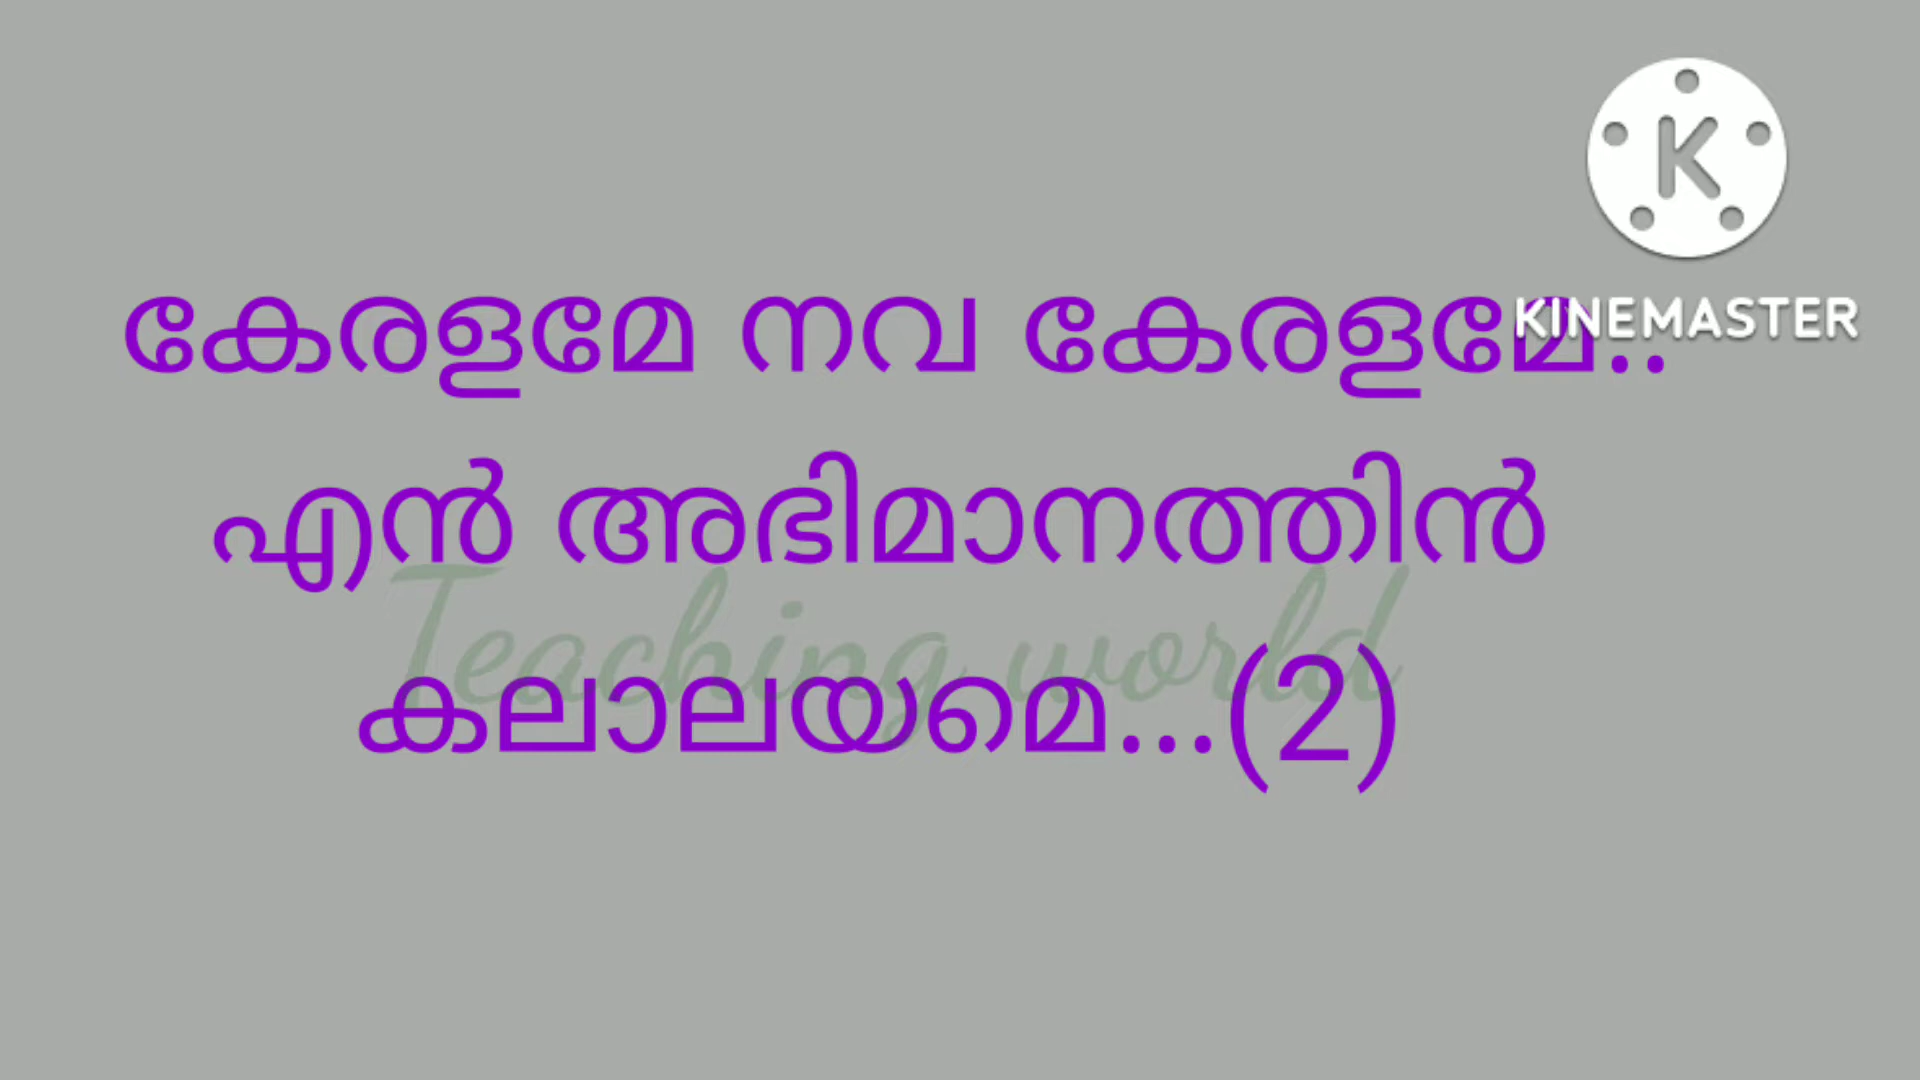 KINEMASTER
കേരളമേ നവ കേരളമേ..
എൻ അഭിമാനത്തിൻ
Teaching world
കലാലയമെ...(2)